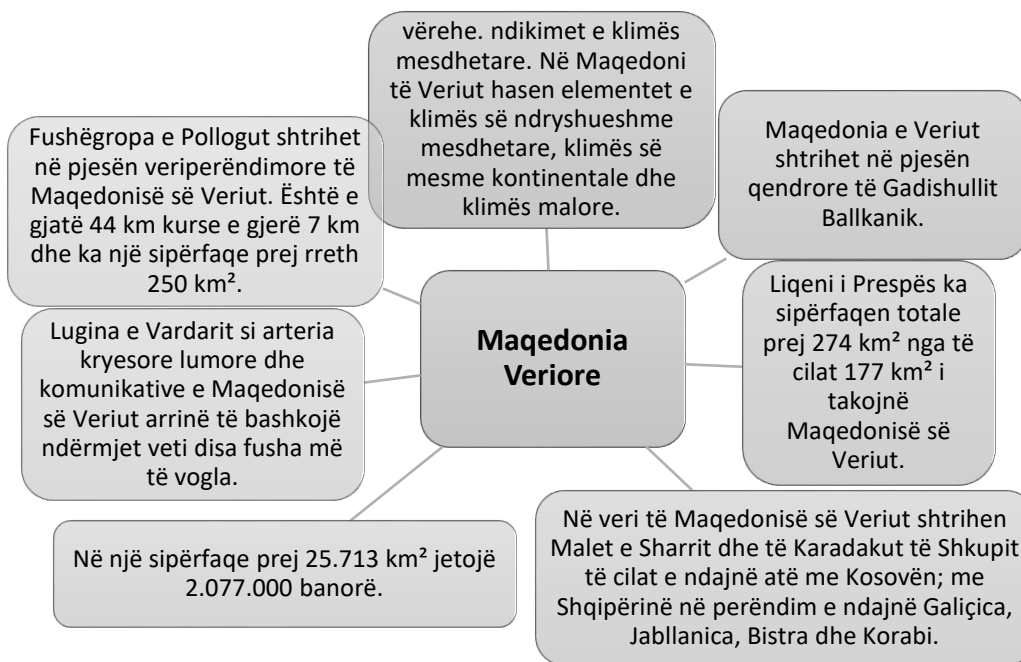 vërehe. ndikimet e klimës
mesdhetare. Në Maqedoni
të Veriut hasen elementet e
klimës së ndryshueshme
mesdhetare, klimës së
mesme kontinentale dhe
klimës malore.
Maqedonia e Veriut
shtrihet në pjesën
qendrore të Gadishullit
Ballkanik.
Liqeni i Prespës ka
sipërfaqen totale
prej 274 km² nga të
cilat 177 km² i
takojnë
Maqedonisë së
Veriut.
Në veri të Maqedonisë së Veriut shtrihen
Malet e Sharrit dhe të Karadakut të Shkupit
të cilat e ndajnë atë me Kosovën; me
Shqipërinë në perëndim e ndajnë Galiçica,
Jabllanica, Bistra dhe Korabi.
Në një sipërfaqe prej 25.713 km² jetojë
2.077.000 banorë.
Lugina e Vardarit si arteria
kryesore lumore dhe
komunikative e Maqedonisë
së Veriut arrinë të bashkojë
ndërmjet veti disa fusha më
të vogla.
Fushëgropa e Pollogut shtrihet
në pjesën veriperëndimore të
Maqedonisë së Veriut. Është e
gjatë 44 km kurse e gjerë 7 km
dhe ka një sipërfaqe prej rreth
250 km².
Maqedonia
Veriore